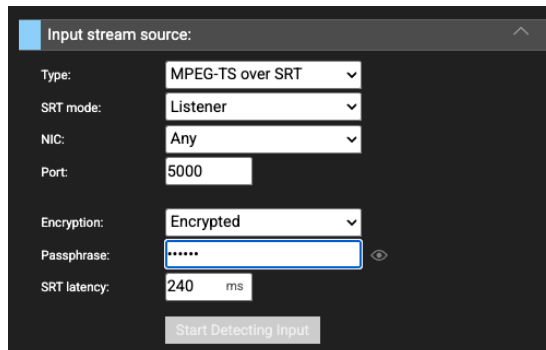 Input stream source:
Type: MPEG-TS over SRT
SRT mode: Listener
NIC: Any
Port: 5000
Encryption: Encrypted
Passphrase: ••••••
SRT latency: 240 ms
Start Detecting Input